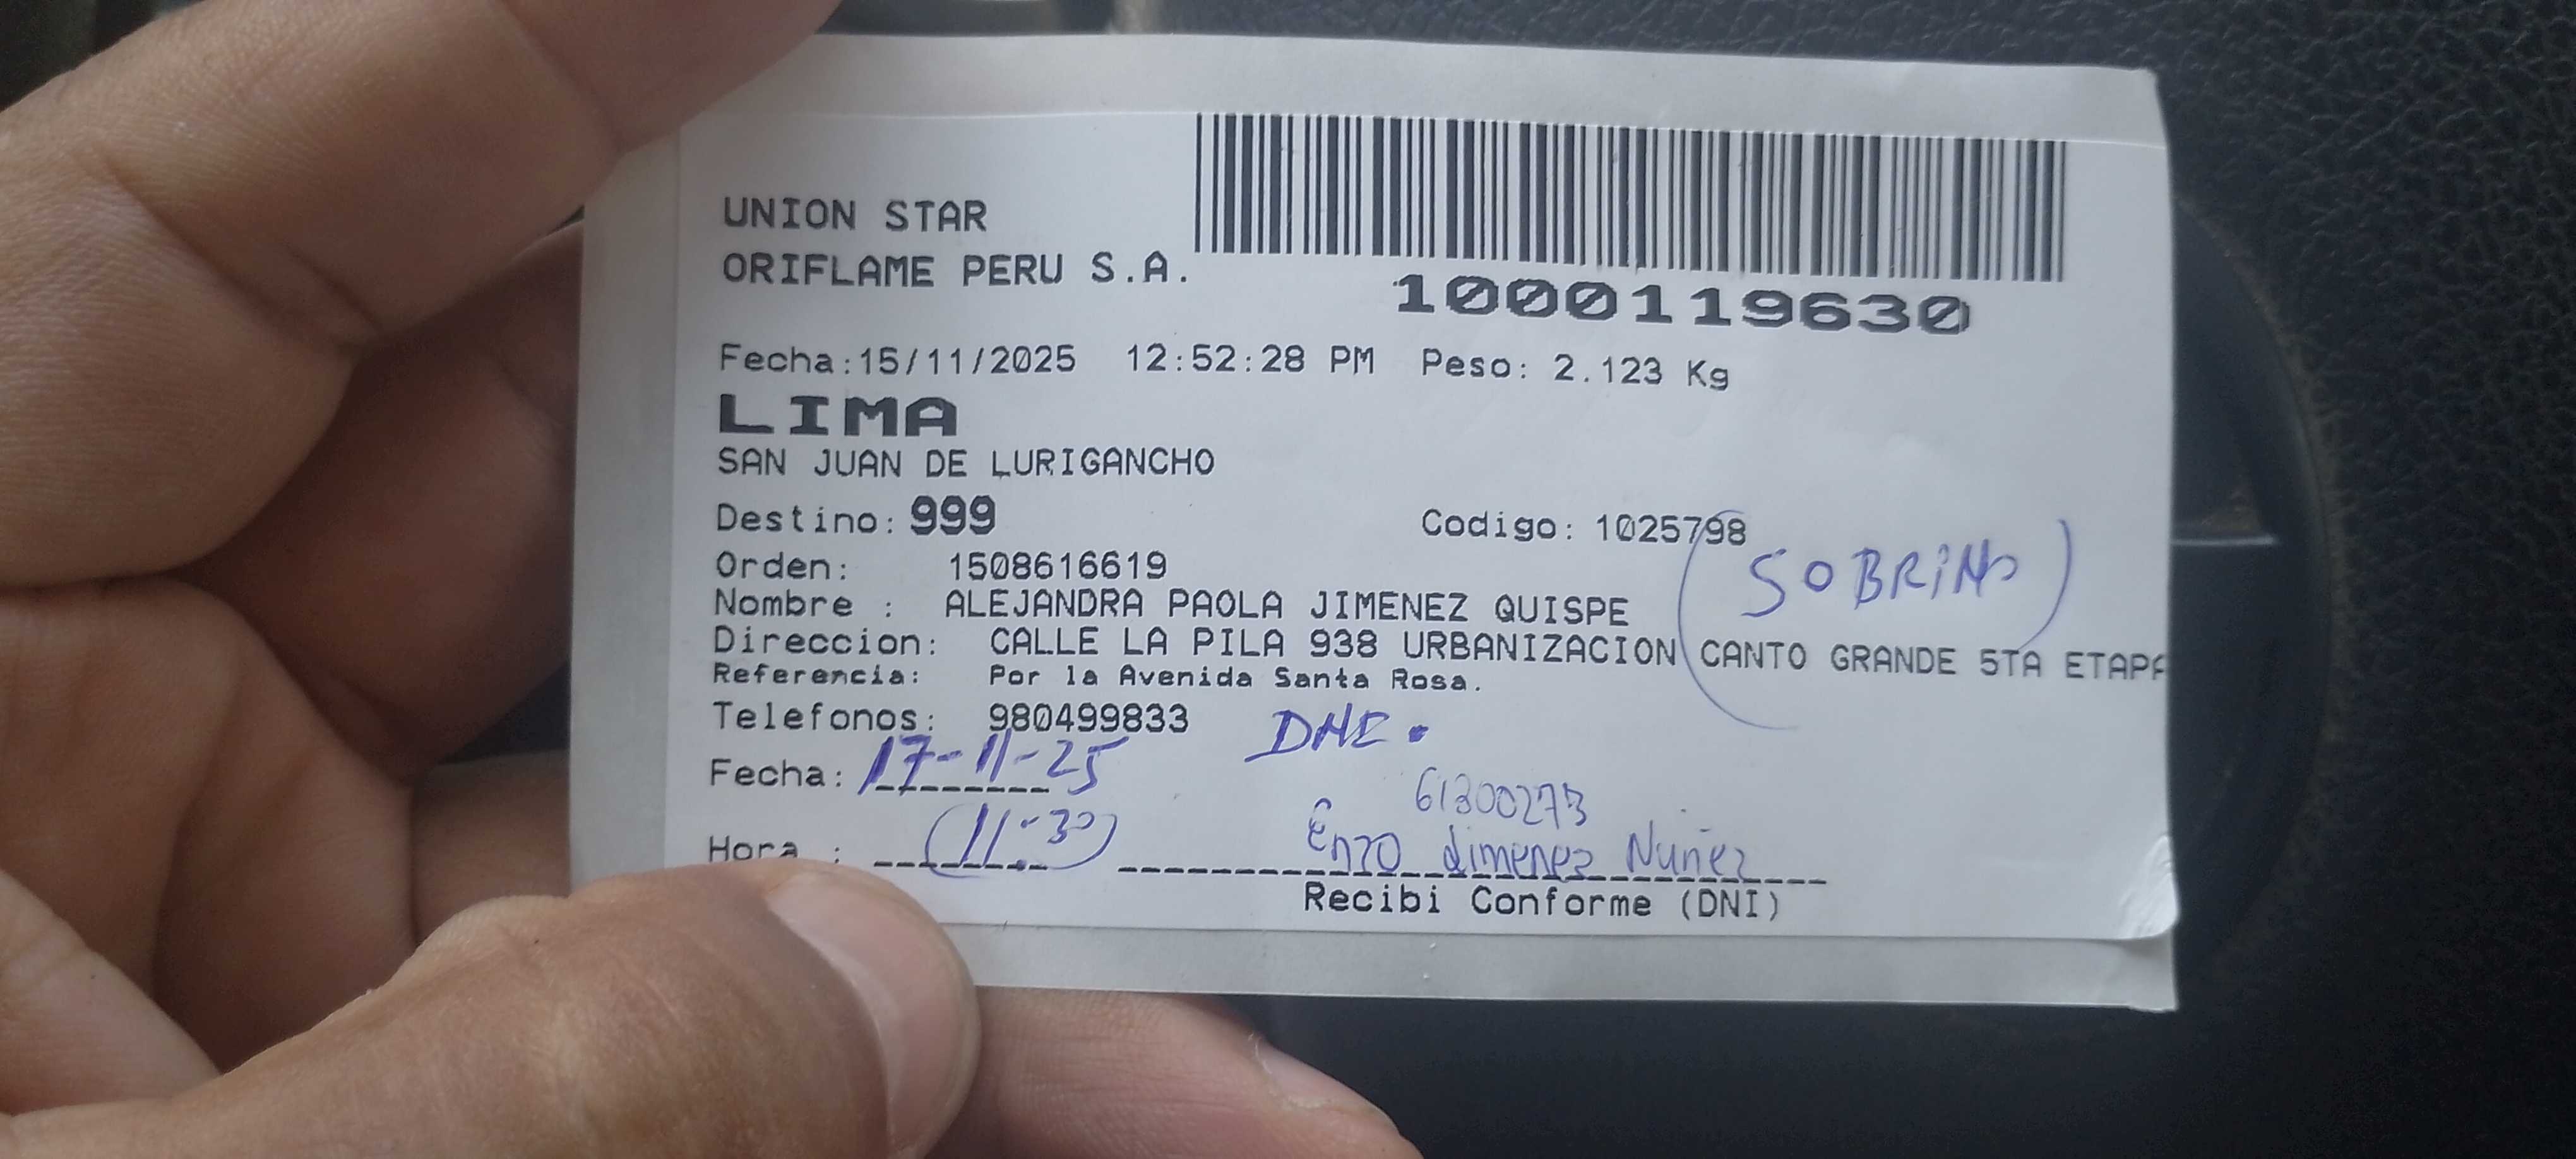 UNION STAR
ORIFLAME PERU S.A.
1000119630
Fecha:15/11/2025 12:52:28 PM Peso: 2.123 Kg
LIMA
SAN JUAN DE LURIGANCHO
Destino: 999 Codigo: 1025798
(SOBRINO)
Orden: 1508616619
Nombre : ALEJANDRA PAOLA JIMENEZ QUISPE
Direccion: CALLE LA PILA 938 URBANIZACION CANTO GRANDE 5TA ETAPA
Referencia: Por la Avenida Santa Rosa.
Telefonos: 980499833
Fecha: 17-11-25
61300273
Hora : (11-30) Enzo Jimenez Nuñez
Recibi Conforme (DNI)